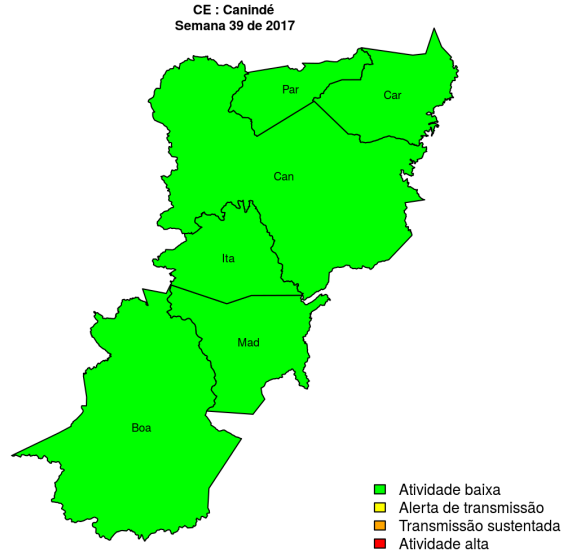 CE : Canindé
Semana 39 de 2017
Par
Car
Can
Ita
Mad
Boa
Atividade baixa
Alerta de transmissão
Transmissão sustentada
Atividade alta